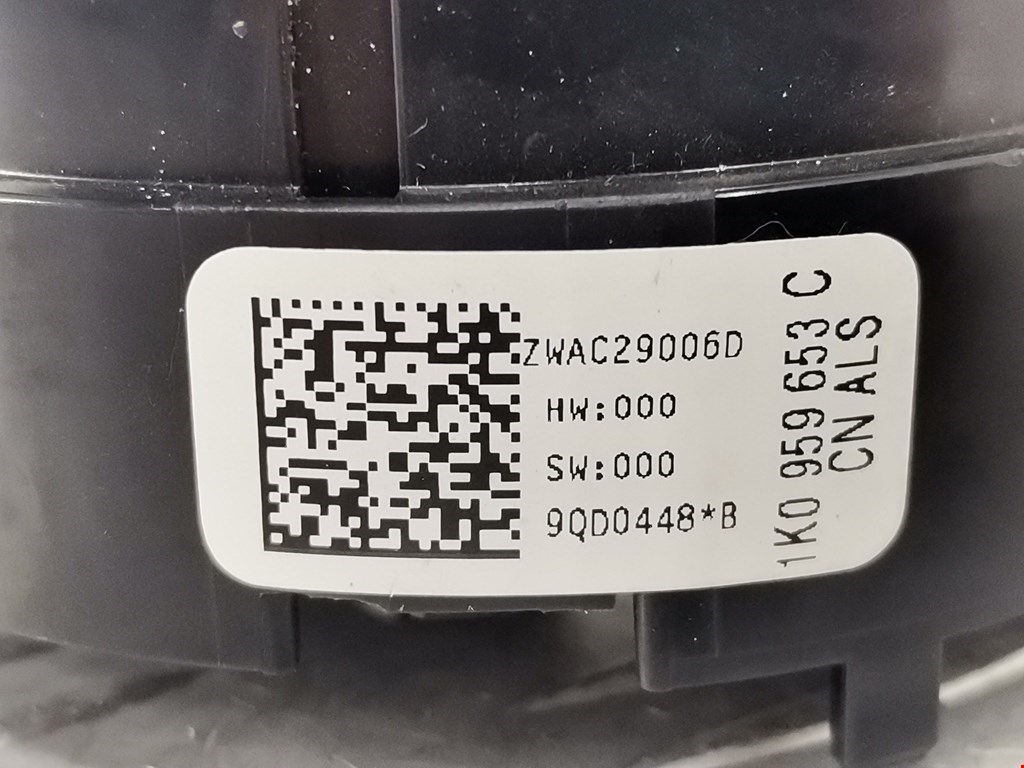 ZWAC29006D
HW:000
SW:000
9QD0448*B
1K0 959 653 C
CN ALS